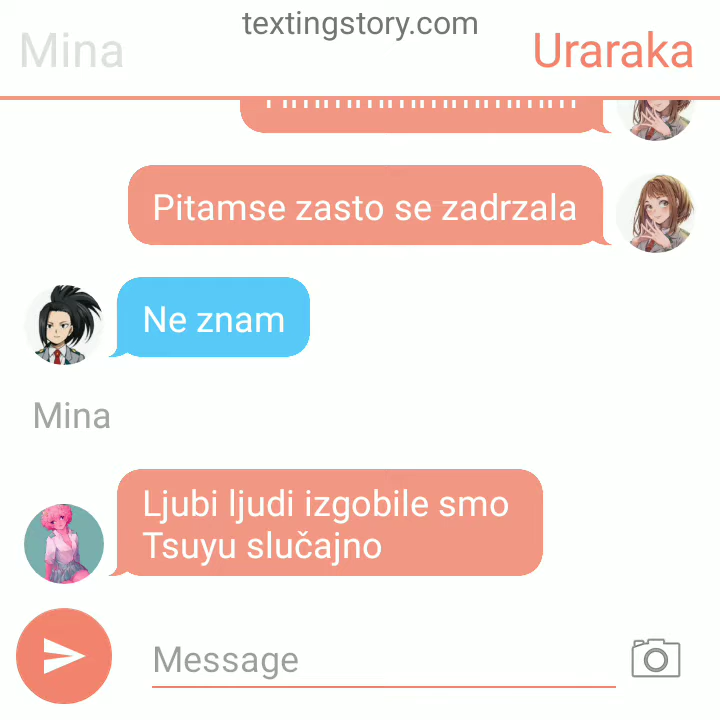 textingstory.com
Mina
Uraraka
Pitamse zasto se zadrzala
Ne znam
Mina
Ljubi ljudi izgobile smo
Tsuyu slučajno
Message